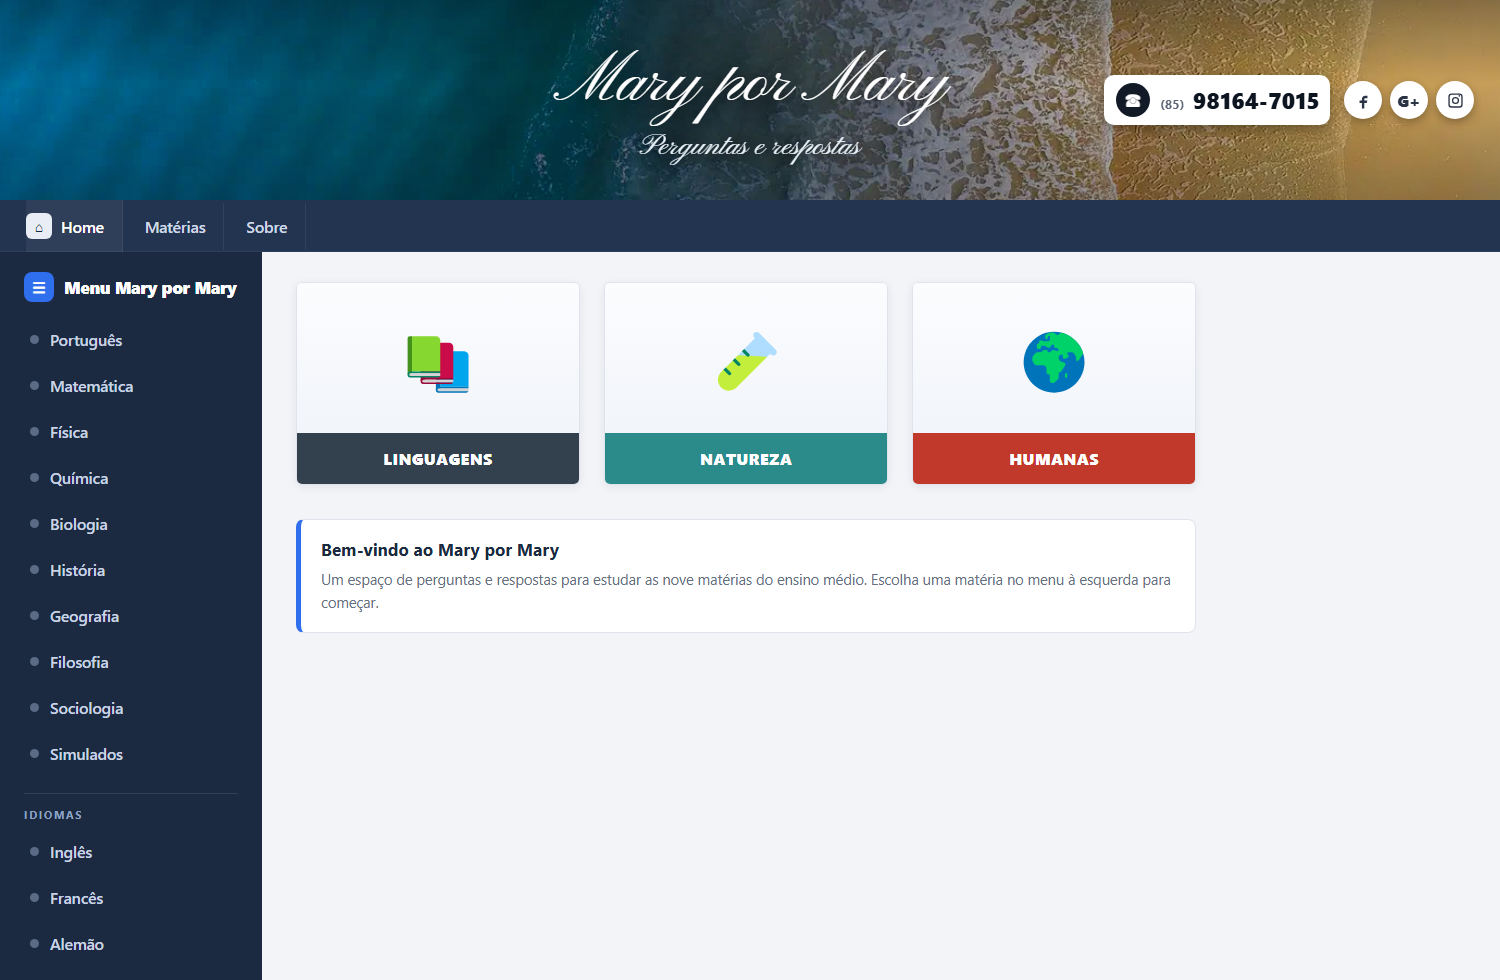 Mary por Mary
Perguntas e respostas
(85) 98164-7015
f
G+
Home
Matérias
Sobre
Menu Mary por Mary
Português
Matemática
Física
Química
Biologia
História
Geografia
Filosofia
Sociologia
Simulados
IDIOMAS
Inglês
Francês
Alemão
LINGUAGENS
NATUREZA
HUMANAS
Bem-vindo ao Mary por Mary
Um espaço de perguntas e respostas para estudar as nove matérias do ensino médio. Escolha uma matéria no menu à esquerda para
começar.